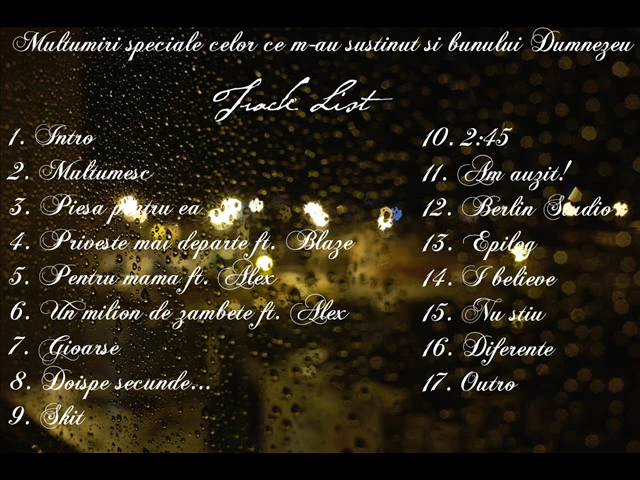 Multumiri speciale celor ce m-au sustinut si bunului Dumnezeu
Track List
1. Intro
2. Multumesc
3. Piesa pentru ea
4. Priveste mai departe ft. Blaze
5. Pentru mama ft. Alex
6. Un milion de zambete ft. Alex
7. Gioarse
8. Doispe secunde...
9. Skit
10. 2:45
11. Am auzit!
12. Berlin Studio
13. Epilog
14. I believe
15. Nu stiu
16. Diferente
17. Outro